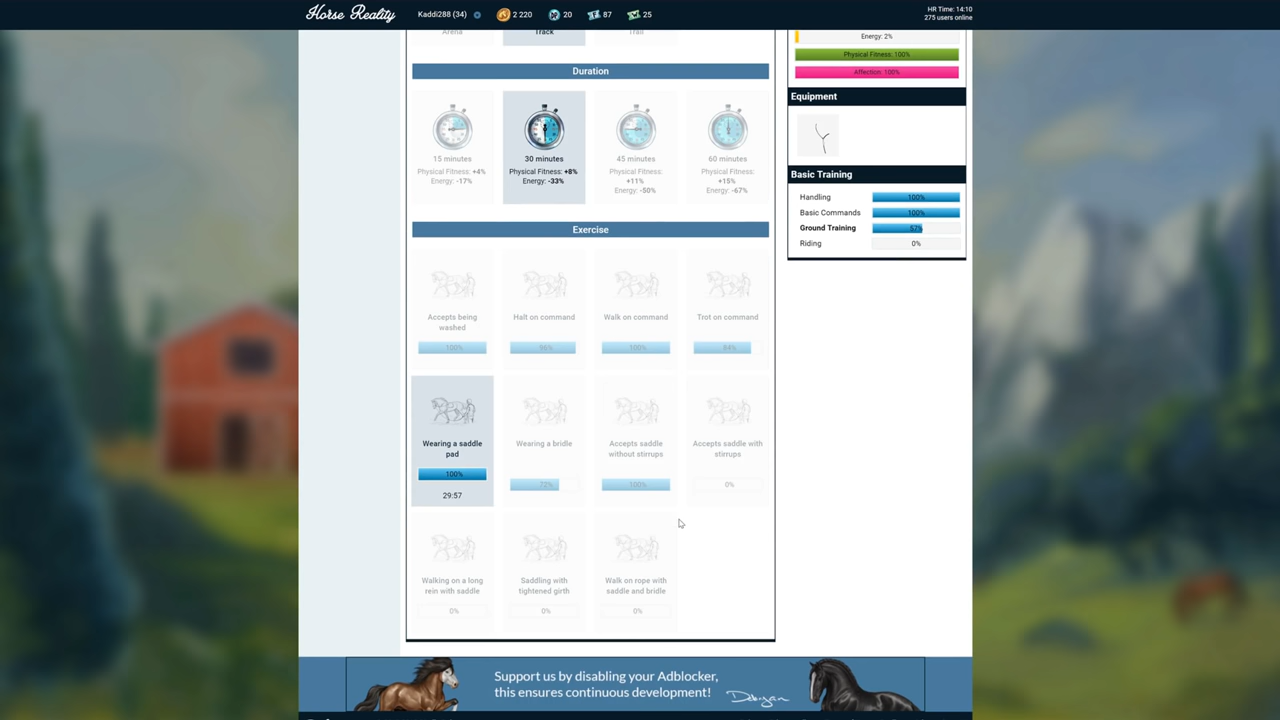 Horse Reality
Kaddi288 (34)
2 220
20
87
25
HR Time: 14:10
275 users online
Arena
Track
Trail
Duration
15 minutes
Physical Fitness: +4%
Energy: -17%
30 minutes
Physical Fitness: +8%
Energy: -33%
45 minutes
Physical Fitness:
+11%
Energy: -50%
60 minutes
Physical Fitness:
+15%
Energy: -67%
Exercise
Accepts being
washed
100%
Halt on command
96%
Walk on command
100%
Trot on command
84%
Wearing a saddle
pad
100%
29:57
Wearing a bridle
72%
Accepts saddle
without stirrups
100%
Accepts saddle with
stirrups
0%
Walking on a long
rein with saddle
0%
Saddling with
tightened girth
0%
Walk on rope with
saddle and bridle
0%
Energy: 2%
Physical Fitness: 100%
Affection: 100%
Equipment
Basic Training
Handling
100%
Basic Commands
100%
Ground Training
57%
Riding
0%
Support us by disabling your Adblocker,
this ensures continuous development!